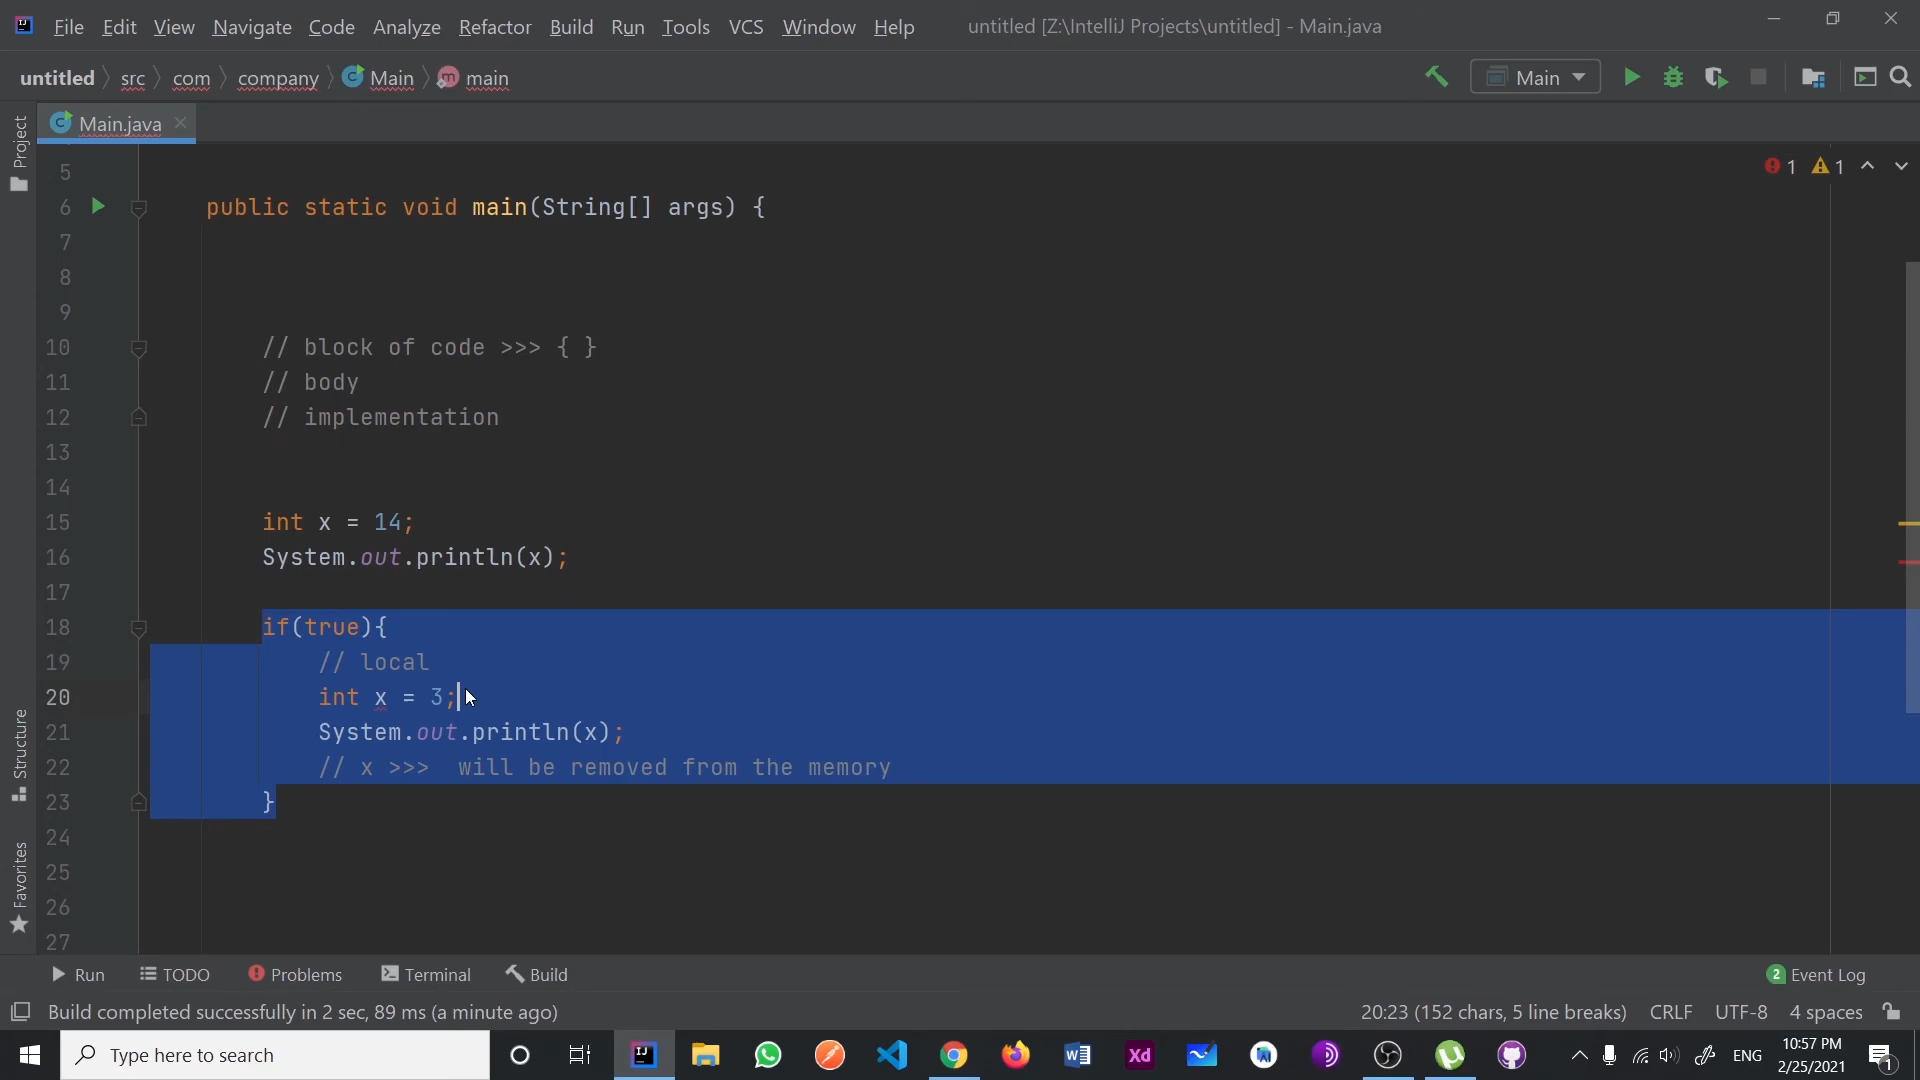 File Edit View Navigate Code Analyze Refactor Build Run Tools VCS Window Help untitled [Z:\IntelliJ Projects\untitled] - Main.java
untitled src com company Main main
Main
Main.java
Project
1 1
5
6 public static void main(String[] args) {
7
8
9
10 // block of code >>> { }
11 // body
12 // implementation
13
14
15 int x = 14;
16 System.out.println(x);
17
18 if(true){
19 // local
20 int x = 3;
21 System.out.println(x);
22 // x >>>  will be removed from the memory
23 }
24
25
26
27
Structure
Favorites
Run TODO Problems Terminal Build 2 Event Log
Build completed successfully in 2 sec, 89 ms (a minute ago) 20:23 (152 chars, 5 line breaks) CRLF UTF-8 4 spaces
Type here to search
ENG
10:57 PM
2/25/2021
1